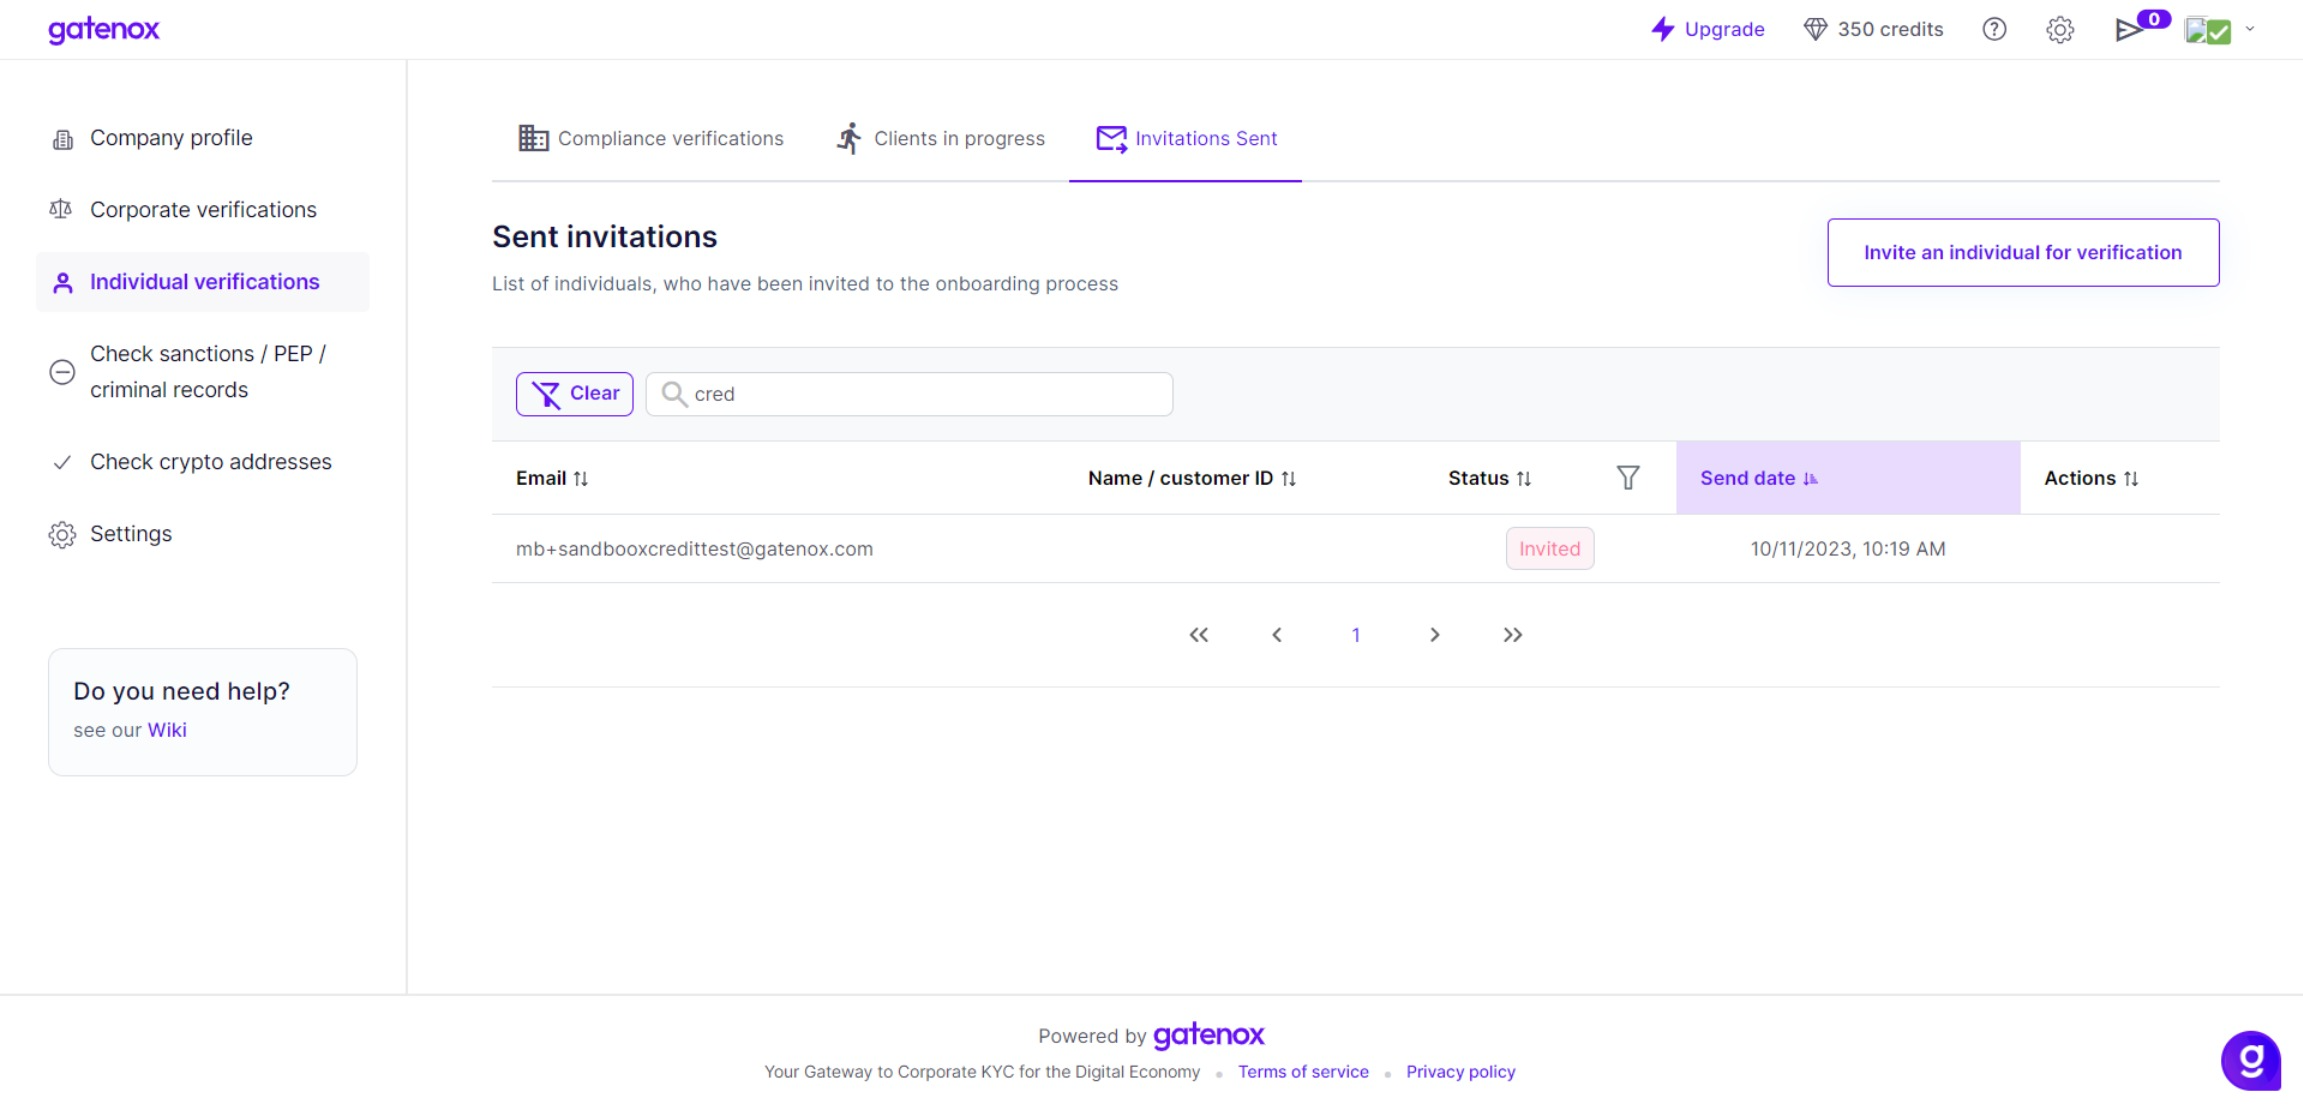 gatenox
Upgrade
350 credits
0
Company profile
Corporate verifications
Individual verifications
Check sanctions / PEP /
criminal records
Check crypto addresses
Settings
Do you need help?
see our Wiki
Compliance verifications
Clients in progress
Invitations Sent
Sent invitations
List of individuals, who have been invited to the onboarding process
Invite an individual for verification
Clear
cred
Email
Name / customer ID
Status
Send date
Actions
mb+sandbooxcredittest@gatenox.com
Invited
10/11/2023, 10:19 AM
1
Powered by gatenox
Your Gateway to Corporate KYC for the Digital Economy
Terms of service
Privacy policy
g